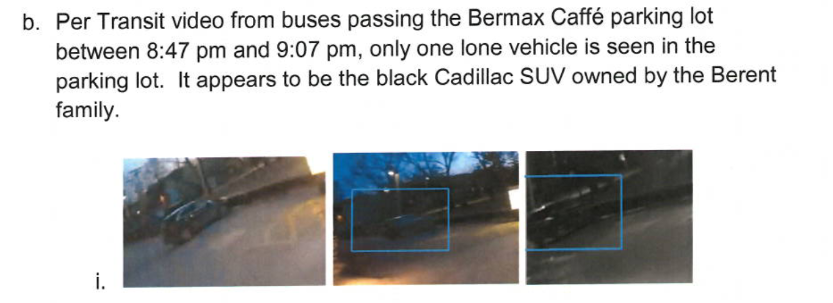 b. Per Transit video from buses passing the Bermax Caffé parking lot
between 8:47 pm and 9:07 pm, only one lone vehicle is seen in the
parking lot. It appears to be the black Cadillac SUV owned by the Berent
family.
i.